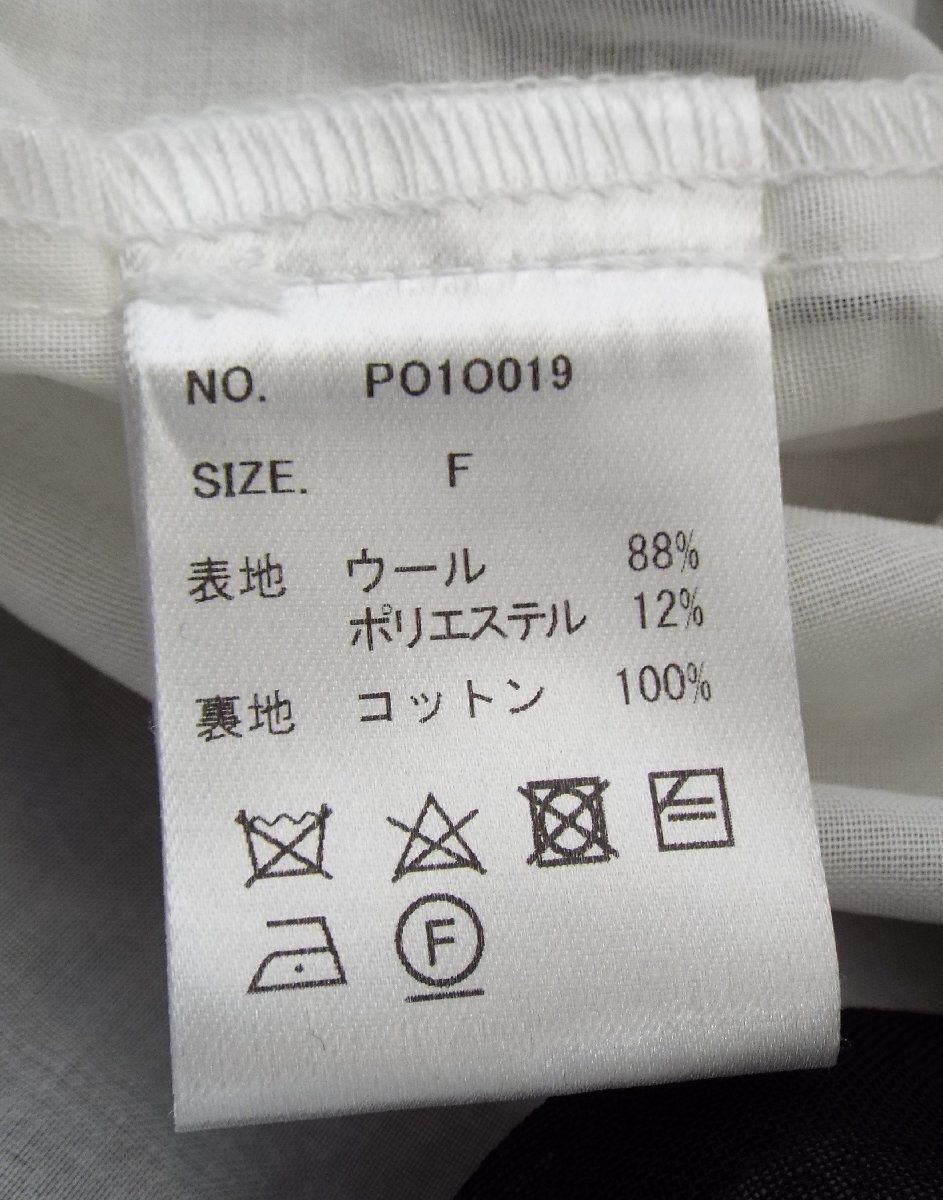 NO. PO1O019
SIZE. F
表地 ウール 88%
ポリエステル 12%
裏地 コットン 100%
F